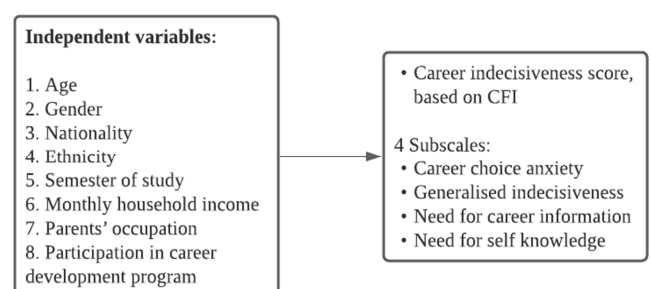 Independent variables:
1. Age
2. Gender
3. Nationality
4. Ethnicity
5. Semester of study
6. Monthly household income
7. Parents’ occupation
8. Participation in career
development program
• Career indecisiveness score,
based on CFI
4 Subscales:
• Career choice anxiety
• Generalised indecisiveness
• Need for career information
• Need for self knowledge